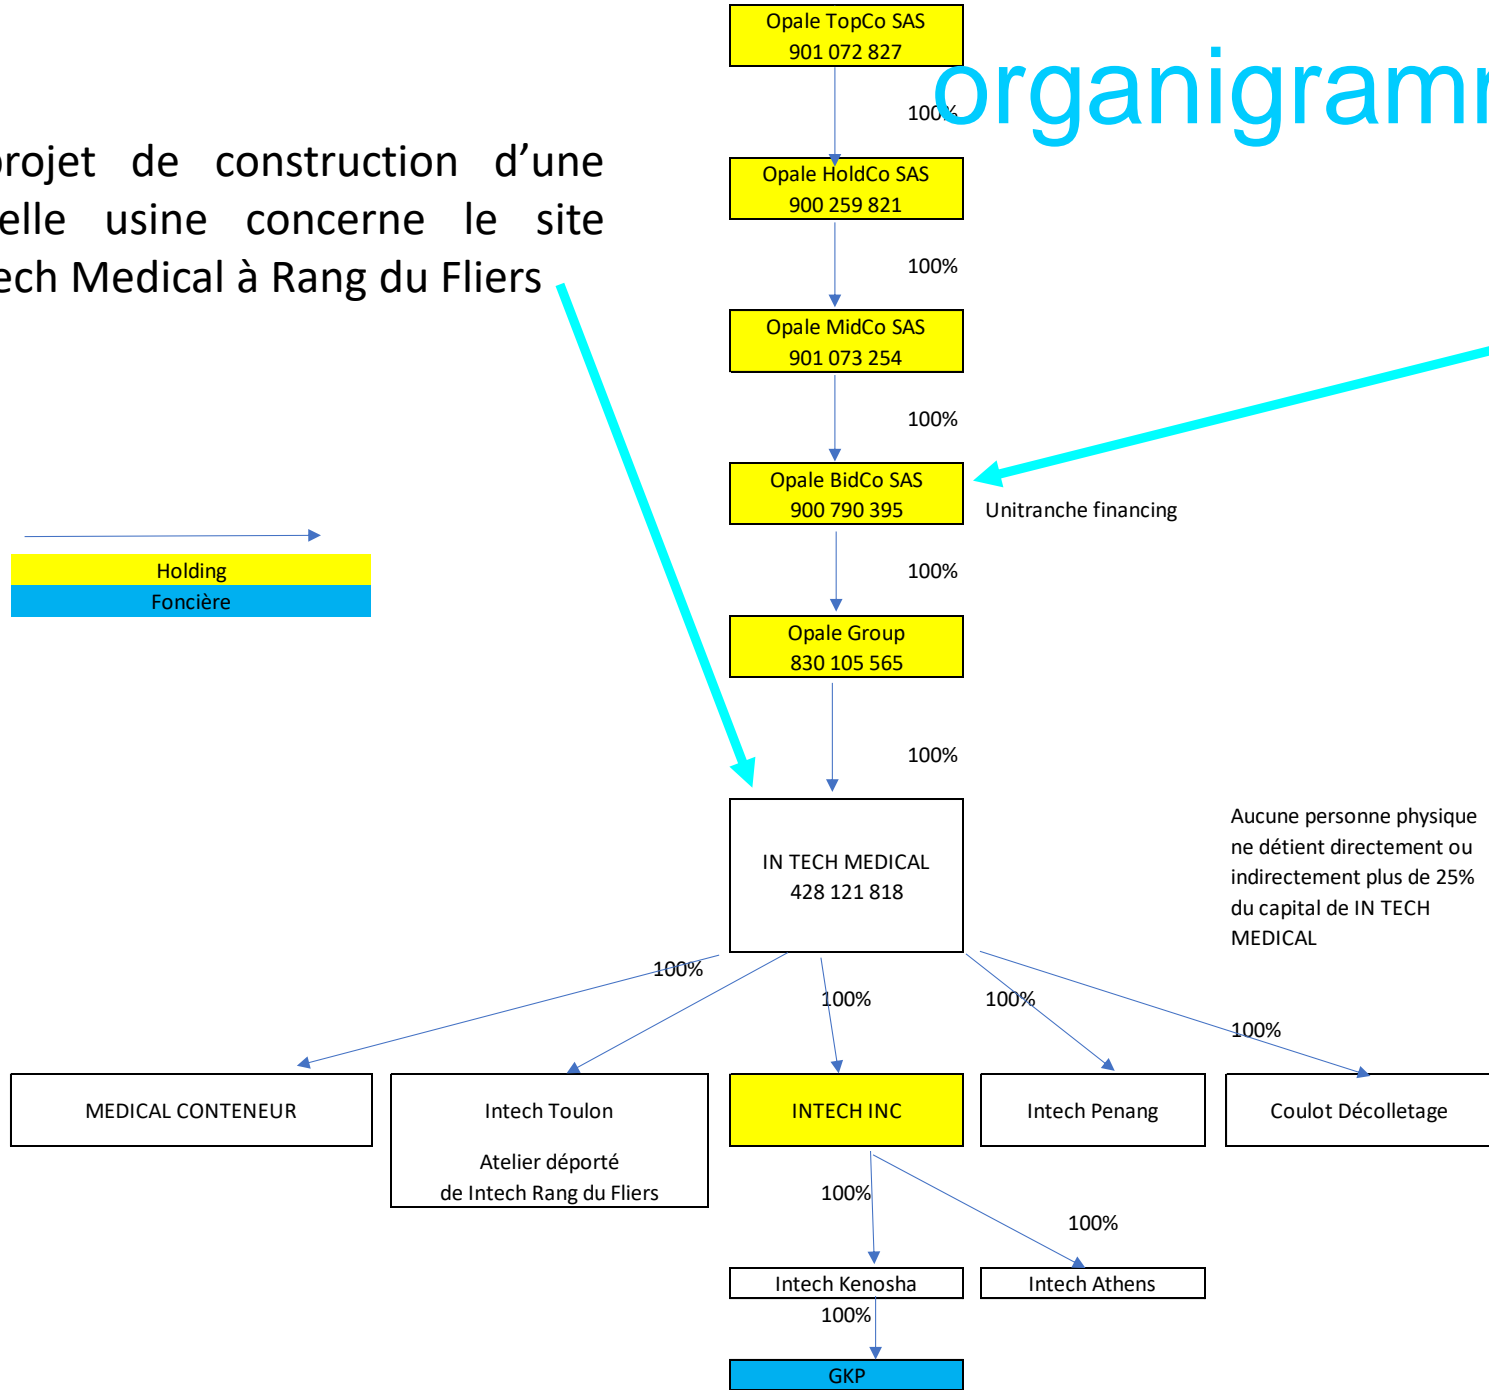 Opale TopCo SAS
901 072 827
organigramm
100%
projet de construction d’une
elle usine concerne le site
ech Medical à Rang du Fliers
Opale HoldCo SAS
900 259 821
100%
Opale MidCo SAS
901 073 254
100%
Opale BidCo SAS
900 790 395
Unitranche financing
Holding
Foncière
100%
Opale Group
830 105 565
100%
IN TECH MEDICAL
428 121 818
Aucune personne physique
ne détient directement ou
indirectement plus de 25%
du capital de IN TECH
MEDICAL
100%
100%
100%
100%
MEDICAL CONTENEUR
Intech Toulon
Atelier déporté
de Intech Rang du Fliers
INTECH INC
Intech Penang
Coulot Décolletage
100%
100%
Intech Kenosha
Intech Athens
100%
GKP